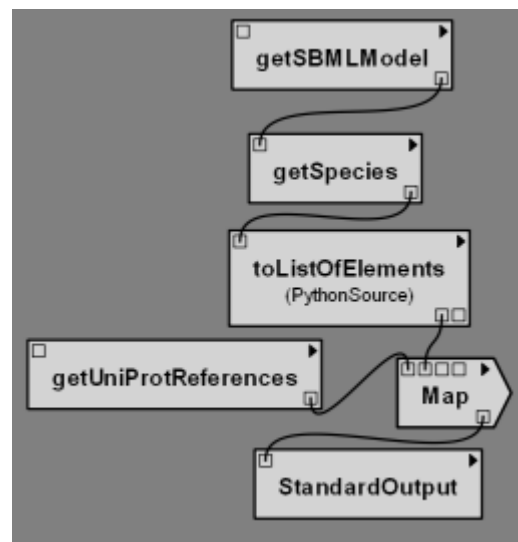 getSBMLModel
getSpecies
toListOfElements
(PythonSource)
getUniProtReferences
Map
StandardOutput